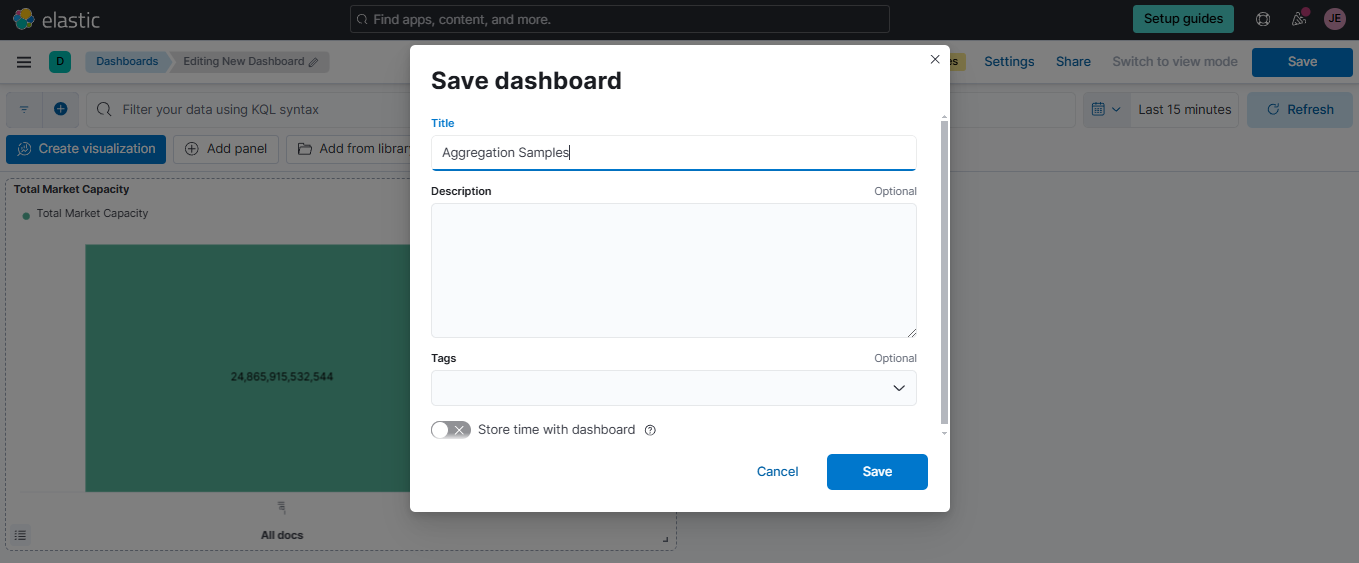 elastic
Find apps, content, and more.
Setup guides
JE
D
Dashboards
Editing New Dashboard
Settings
Share
Switch to view mode
Save
Filter your data using KQL syntax
Last 15 minutes
Refresh
Create visualization
Add panel
Add from
Total Market Capacity
Total Market Capacity
24,865,915,532,544
All docs
Save dashboard
Title
Aggregation Samples
Description
Optional
Tags
Optional
Store time with dashboard
Cancel
Save